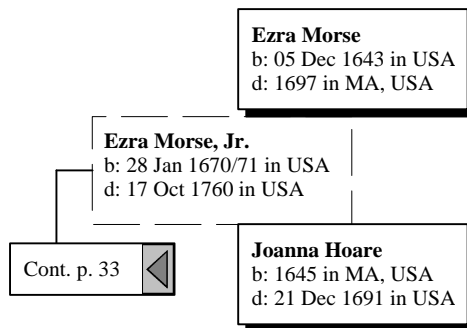 Ezra Morse
b: 05 Dec 1643 in USA
d: 1697 in MA, USA
Ezra Morse, Jr.
b: 28 Jan 1670/71 in USA
d: 17 Oct 1760 in USA
Cont. p. 33
Joanna Hoare
b: 1645 in MA, USA
d: 21 Dec 1691 in USA